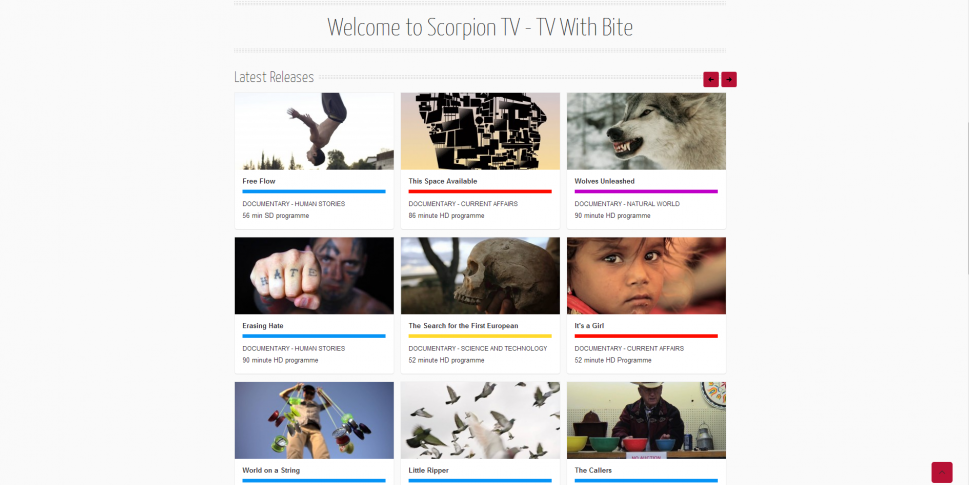 Welcome to Scorpion TV - TV With Bite
Latest Releases
Free Flow
DOCUMENTARY - HUMAN STORIES
56 min SD programme
This Space Available
DOCUMENTARY - CURRENT AFFAIRS
86 minute HD programme
Wolves Unleashed
DOCUMENTARY - NATURAL WORLD
90 minute HD programme
HATE
Erasing Hate
DOCUMENTARY - HUMAN STORIES
90 minute HD programme
The Search for the First European
DOCUMENTARY - SCIENCE AND TECHNOLOGY
52 minute HD programme
It's a Girl
DOCUMENTARY - CURRENT AFFAIRS
52 minute HD Programme
World on a String
Little Ripper
The Callers